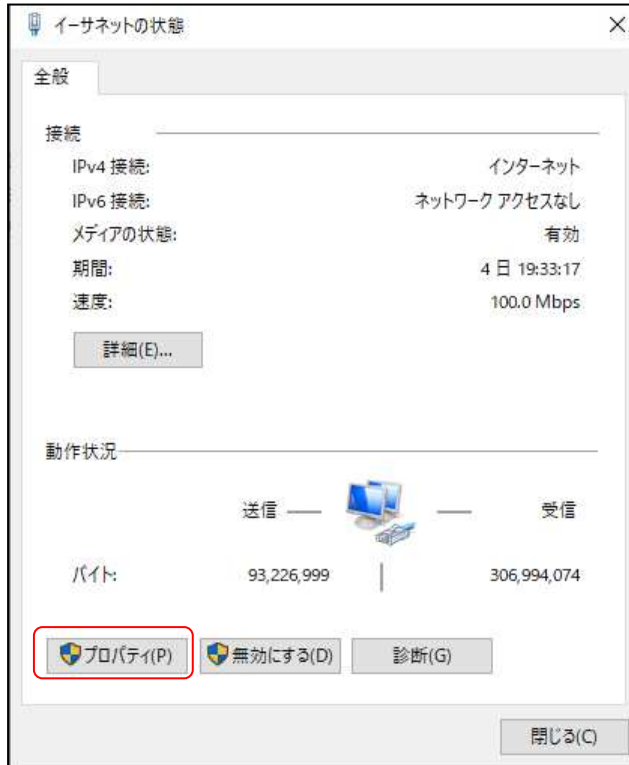 イーサネットの状態
全般
接続
IPv4 接続: インターネット
IPv6 接続: ネットワーク アクセスなし
メディアの状態: 有効
期間: 4 日 19:33:17
速度: 100.0 Mbps
詳細(E)...
動作状況
送信 受信
バイト: 93,226,999 306,994,074
プロパティ(P) 無効にする(D) 診断(G)
閉じる(C)